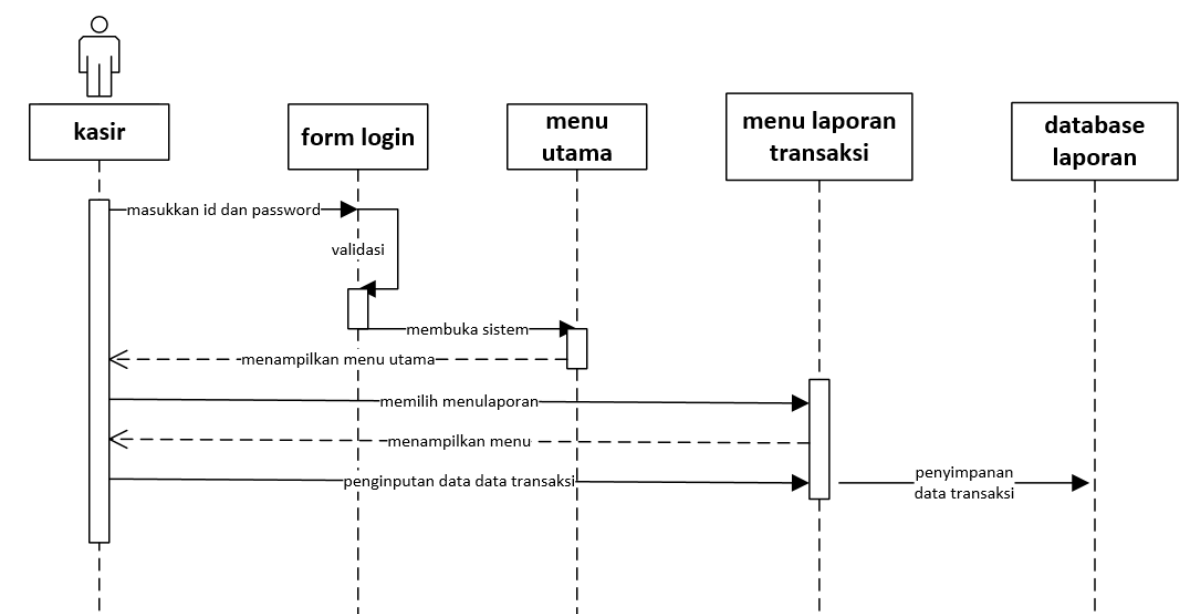 kasir
form login
menu
utama
menu laporan
transaksi
database
laporan
masukkan id dan password
validasi
membuka sistem
menampilkan menu utama
memilih menulaporan
menampilkan menu
penginputan data data transaksi
penyimpanan
data transaksi